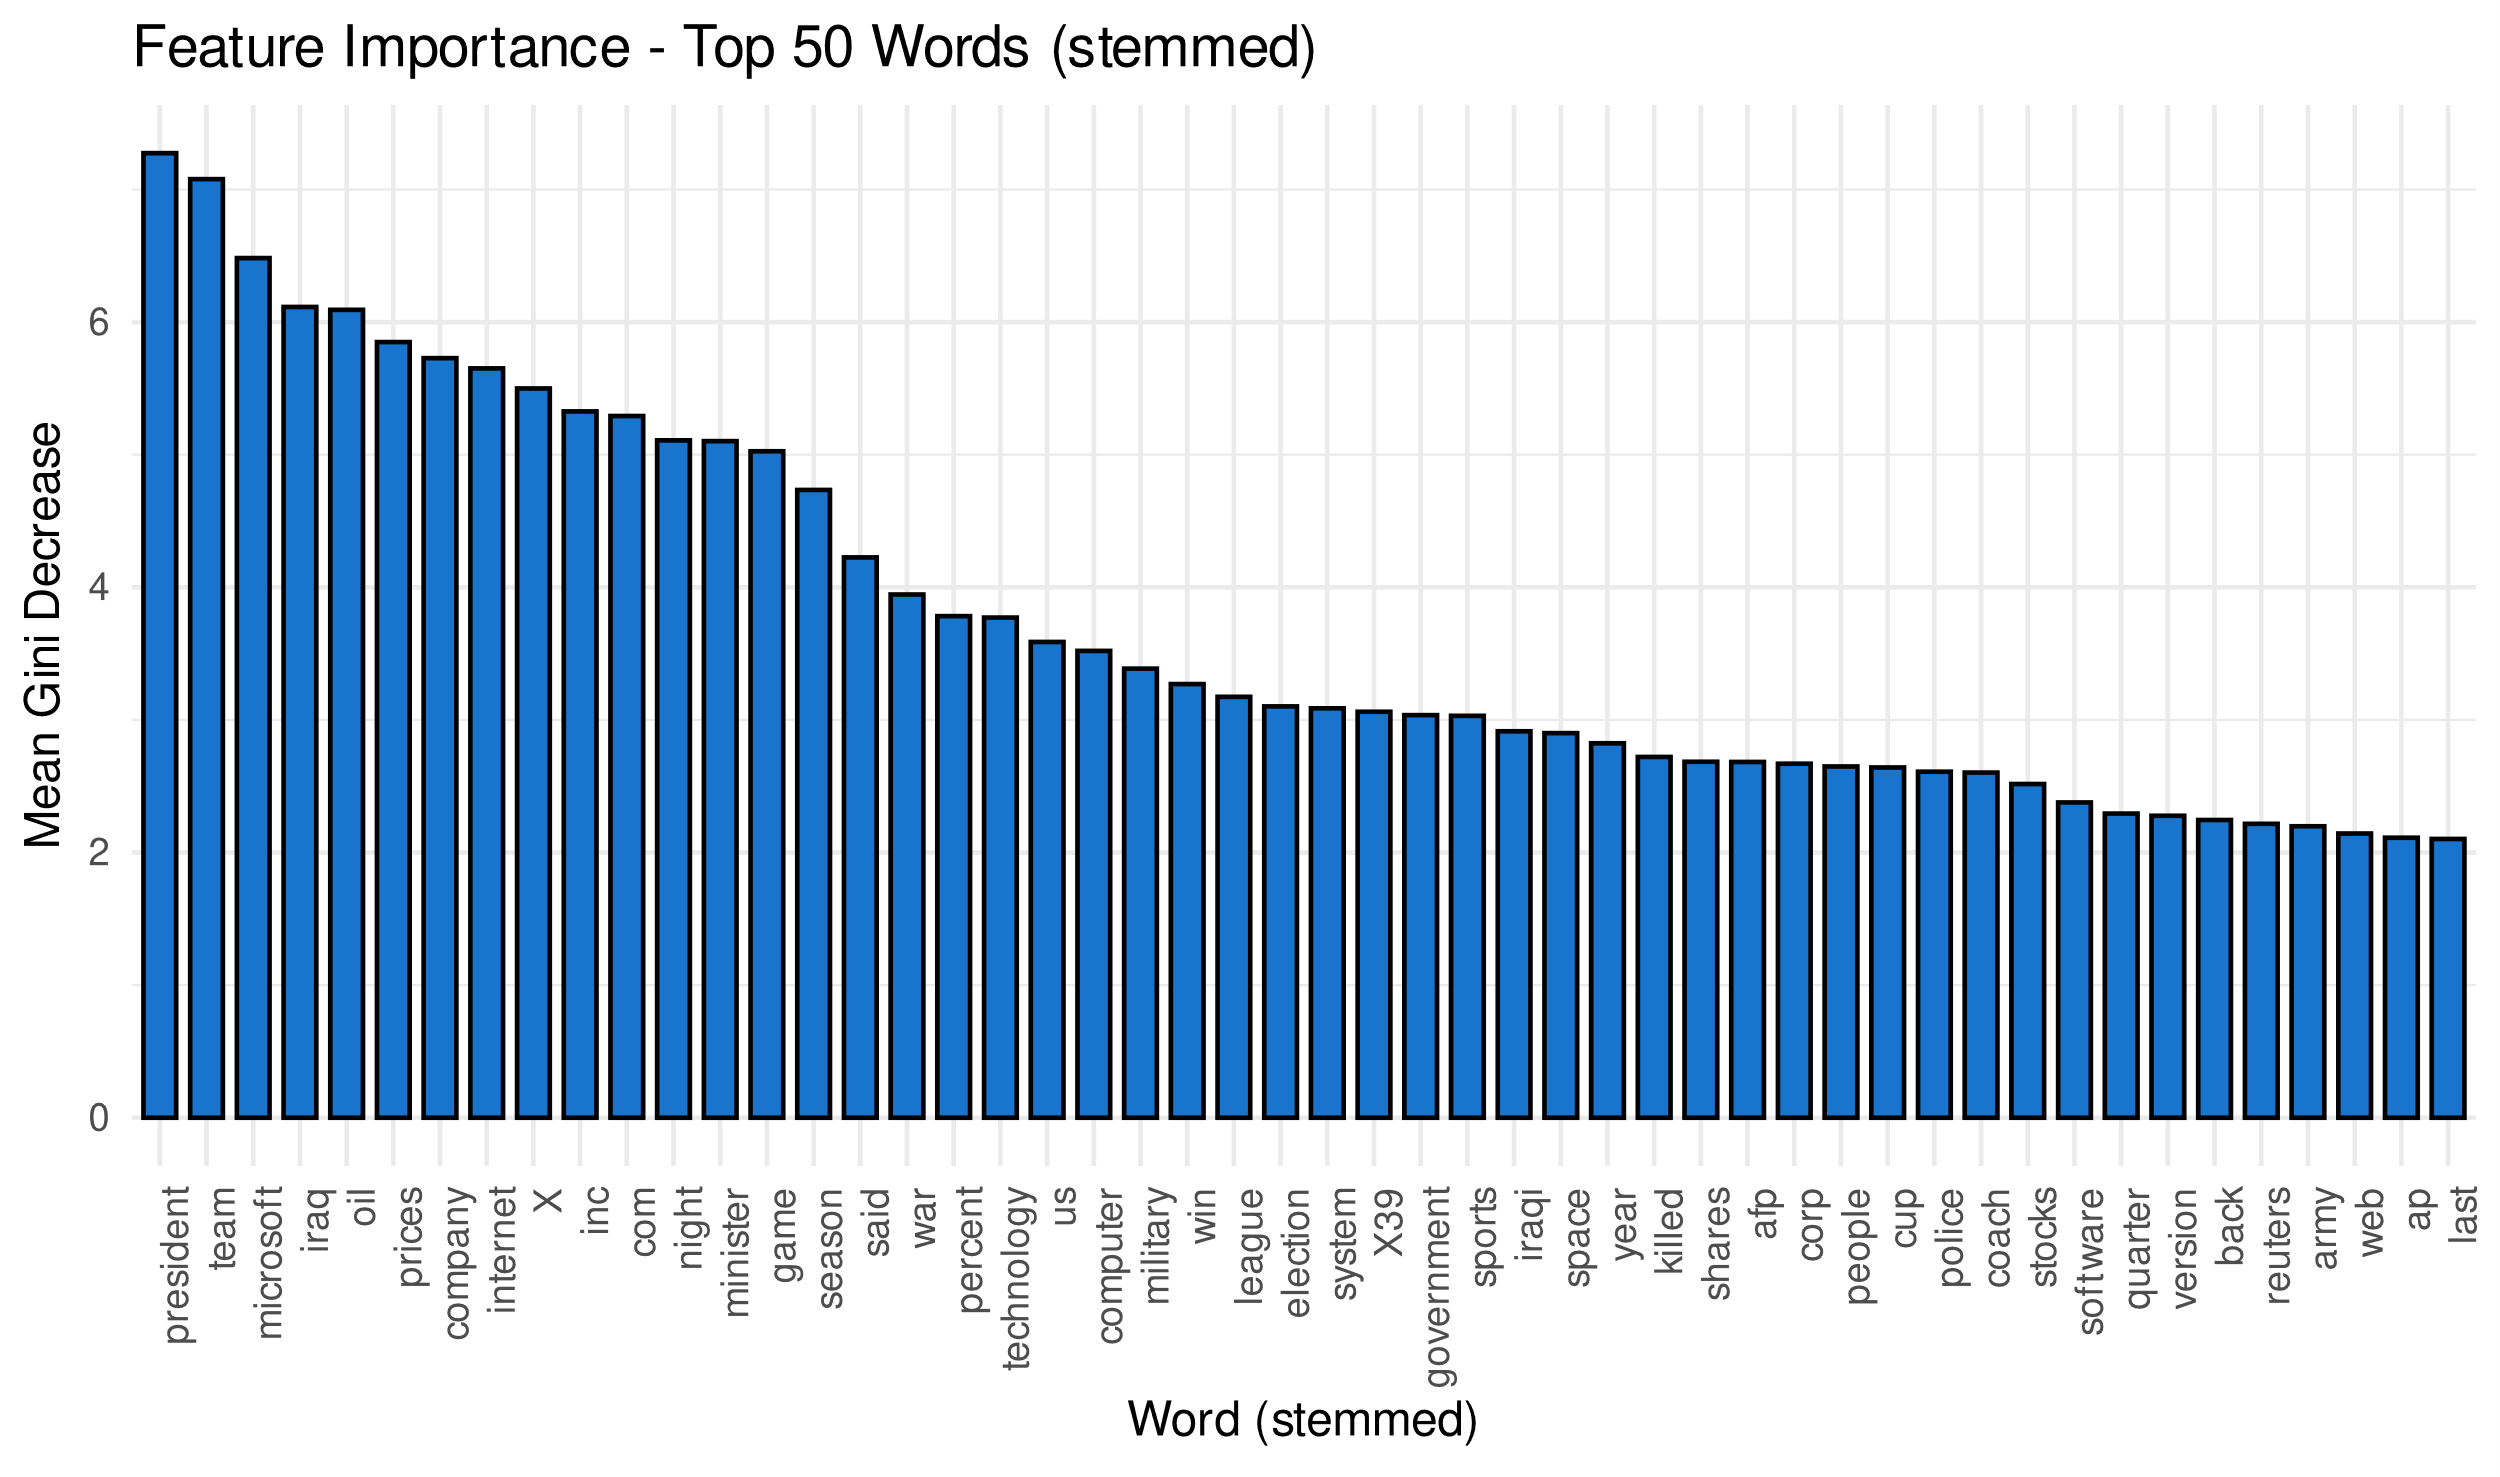 Feature Importance - Top 50 Words (stemmed)
Mean Gini Decrease
6
4
2
0
president
team
microsoft
iraq
oil
prices
company
internet
X
inc
com
night
minister
game
season
said
war
percent
technology
us
computer
military
win
league
election
system
X39
government
sports
iraqi
space
year
killed
shares
afp
corp
people
cup
police
coach
stocks
software
quarter
version
back
reuters
army
web
ap
last
Word (stemmed)